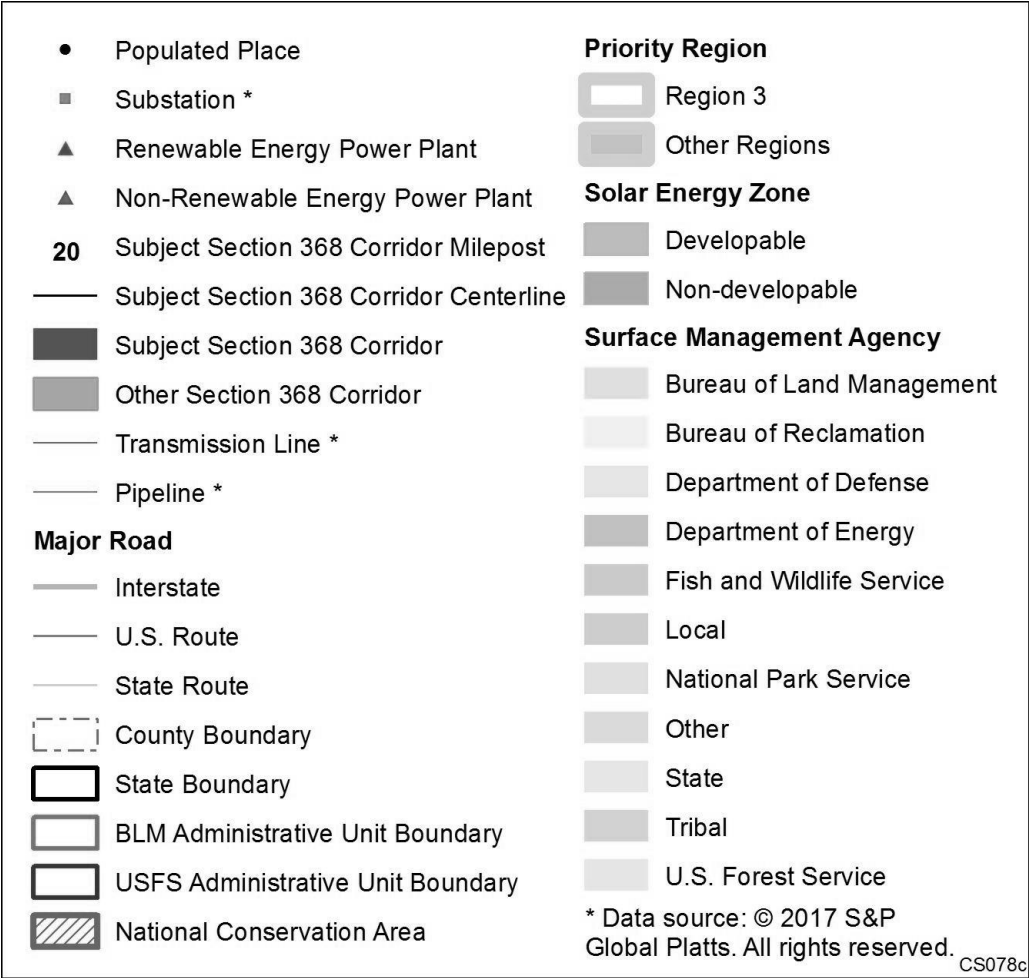 Populated Place
Substation *
Renewable Energy Power Plant
Non-Renewable Energy Power Plant
20 Subject Section 368 Corridor Milepost
Subject Section 368 Corridor Centerline
Subject Section 368 Corridor
Other Section 368 Corridor
Transmission Line *
Pipeline *
Major Road
Interstate
U.S. Route
State Route
County Boundary
State Boundary
BLM Administrative Unit Boundary
USFS Administrative Unit Boundary
National Conservation Area
Priority Region
Region 3
Other Regions
Solar Energy Zone
Developable
Non-developable
Surface Management Agency
Bureau of Land Management
Bureau of Reclamation
Department of Defense
Department of Energy
Fish and Wildlife Service
Local
National Park Service
Other
State
Tribal
U.S. Forest Service
* Data source: © 2017 S&P
Global Platts. All rights reserved.
CS078c